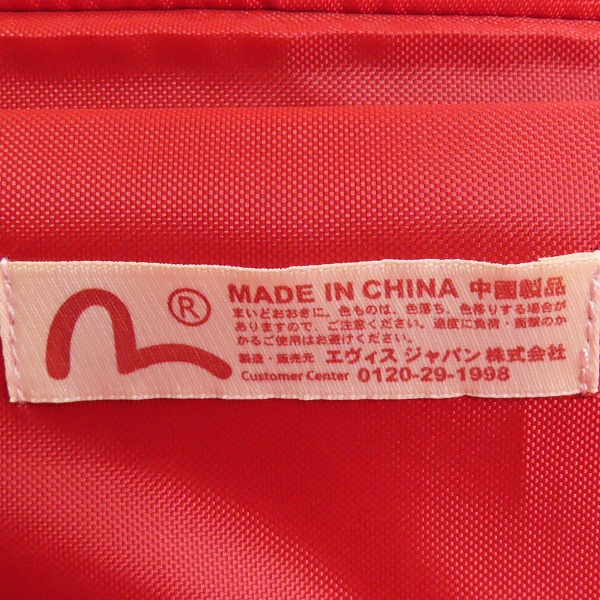 ® MADE IN CHINA 中國製品
まいどおおきに。色ものは、色落ち、色移りする場合が
ありますので、ご注意ください。過度に負荷・衝撃のか
かるご使用はお避けください。
製造・販売元 エヴィス ジャパン 株式会社
Customer Center 0120-29-1998